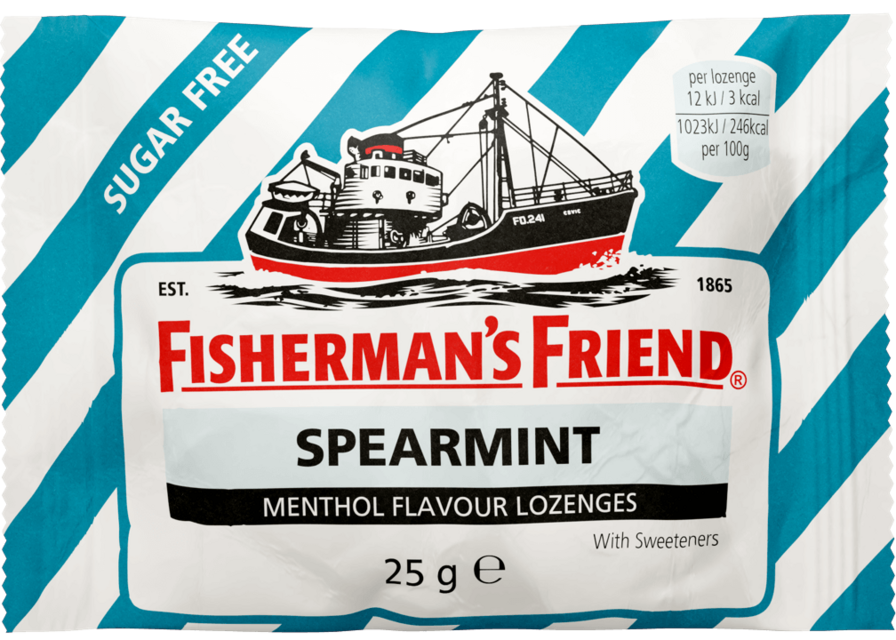 SUGAR FREE
per lozenge
12 kJ / 3 kcal
1023kJ / 246kcal
per 100g
FD.241
EST.
1865
FISHERMAN'S FRIEND®
SPEARMINT
MENTHOL FLAVOUR LOZENGES
With Sweeteners
25 g ℮